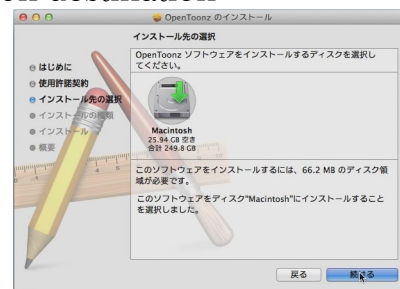 OpenToonz のインストール
インストール先の選択
OpenToonz ソフトウェアをインストールするディスクを選択し
てください。
はじめに
使用許諾契約
インストール先の選択
インストールの種類
インストール
概要
Macintosh
25.94 GB 空き
合計 249.8 GB
このソフトウェアをインストールするには、66.2 MB のディスク領
域が必要です。
このソフトウェアをディスク"Macintosh"にインストールすること
を選択しました。
戻る
続ける